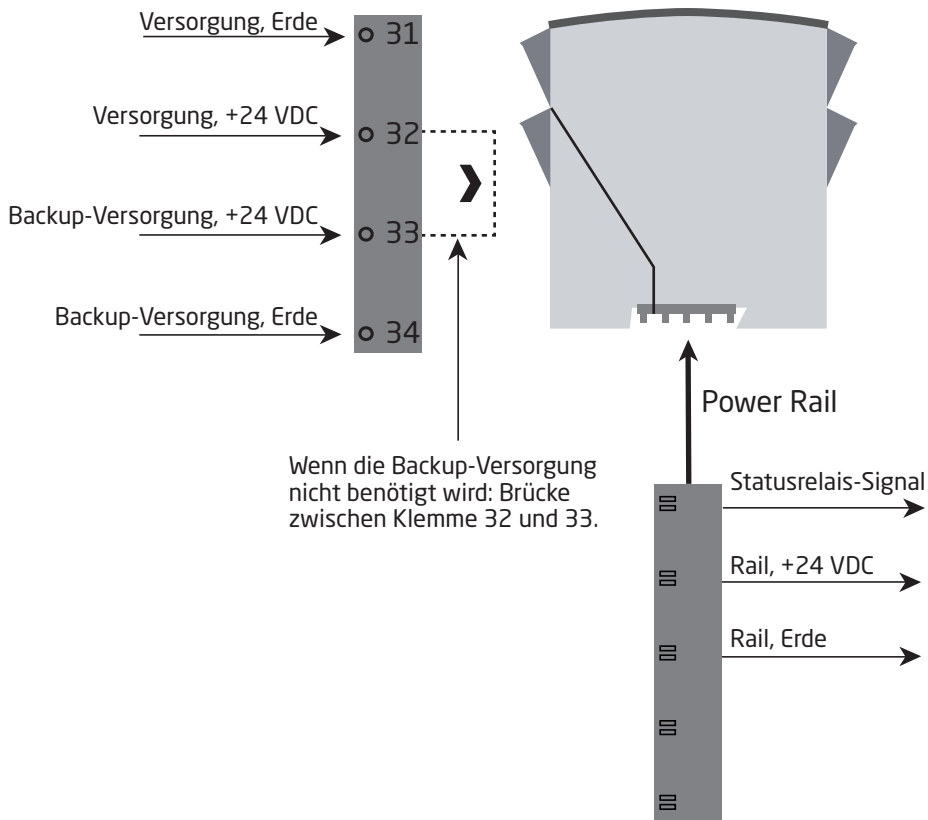 Versorgung, Erde
31
Versorgung, +24 VDC
32
Backup-Versorgung, +24 VDC
33
Backup-Versorgung, Erde
34
Wenn die Backup-Versorgung
nicht benötigt wird: Brücke
zwischen Klemme 32 und 33.
Power Rail
Statusrelais-Signal
Rail, +24 VDC
Rail, Erde